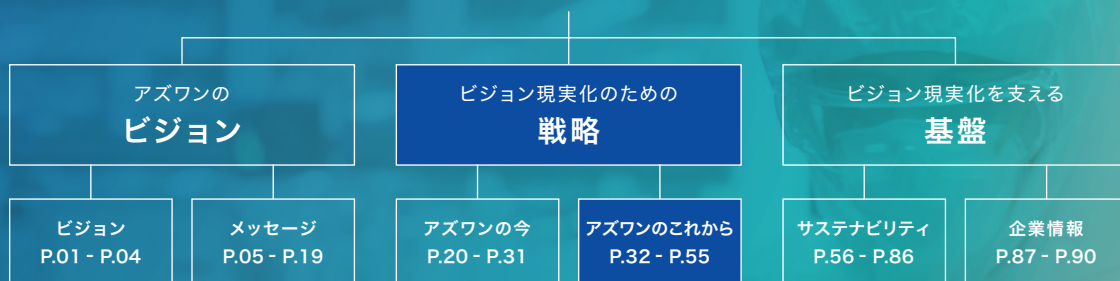 アズワンの
ビジョン
ビジョン現実化のための
戦略
ビジョン現実化を支える
基盤
ビジョン
P.01 - P.04
メッセージ
P.05 - P.19
アズワンの今
P.20 - P.31
アズワンのこれから
P.32 - P.55
サステナビリティ
P.56 - P.86
企業情報
P.87 - P.90